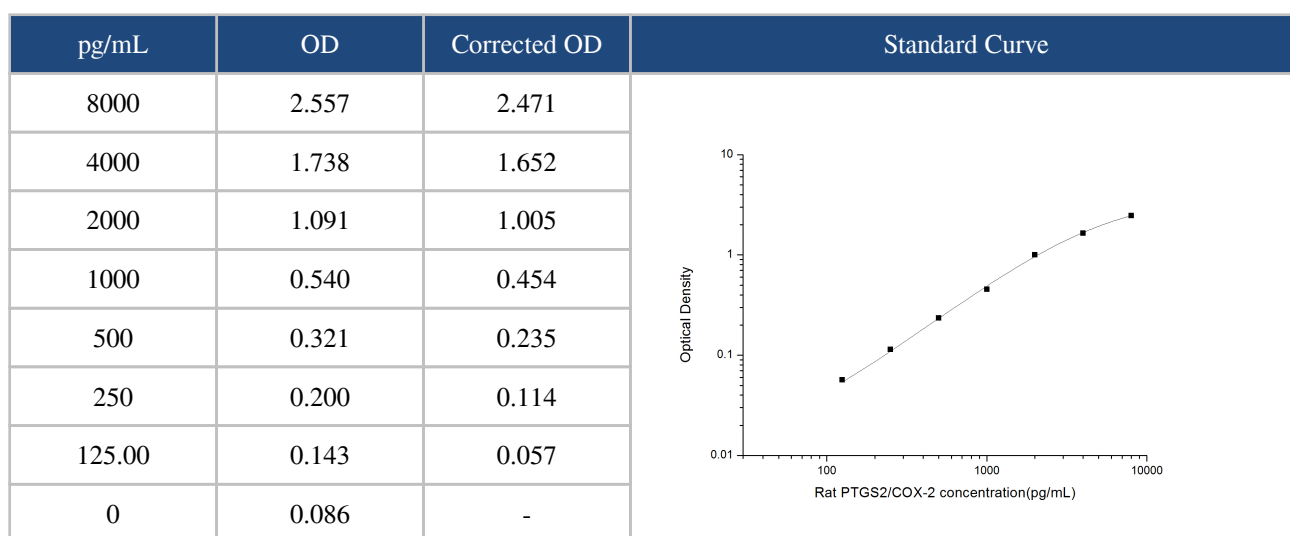 pg/mL OD Corrected OD Standard Curve
8000 2.557 2.471
4000 1.738 1.652
2000 1.091 1.005
1000 0.540 0.454
500 0.321 0.235
250 0.200 0.114
125.00 0.143 0.057
0 0.086 -
10
1
0.1
0.01
Optical Density
100 1000 10000
Rat PTGS2/COX-2 concentration(pg/mL)